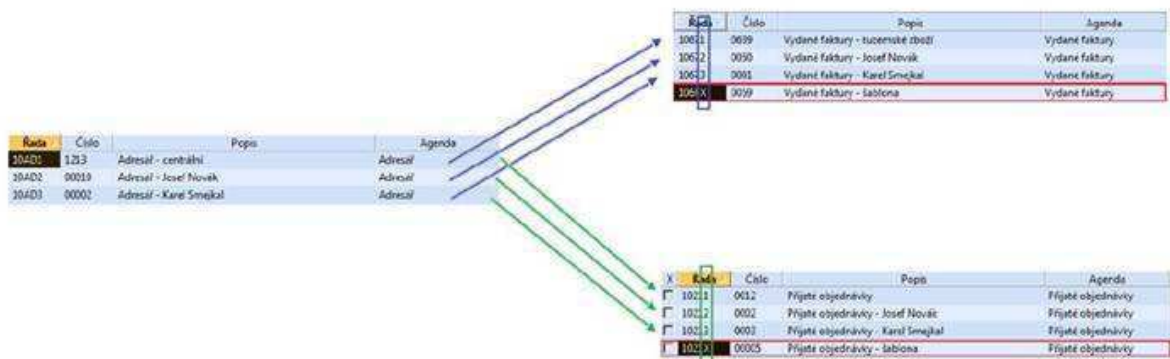 Řada Číslo Popis Agenda
10621 0039 Vydané faktury - tuzemské zboží Vydané faktury
10622 0050 Vydané faktury - Josef Novák Vydané faktury
10623 0001 Vydané faktury - Karel Smejkal Vydané faktury
0059 Vydané faktury - šablona Vydané faktury
Řada Číslo Popis Agenda
10AD1 1213 Adresář - centrální Adresář
10AD2 00010 Adresář - Josef Novák Adresář
10AD3 00002 Adresář - Karel Smejkal Adresář
X Řada Číslo Popis Agenda
10211 0012 Přijaté objednávky Přijaté objednávky
10212 0002 Přijaté objednávky - Josef Novák Přijaté objednávky
10213 0003 Přijaté objednávky - Karel Smejkal Přijaté objednávky
1021X 00005 Přijaté objednávky - šablona Přijaté objednávky